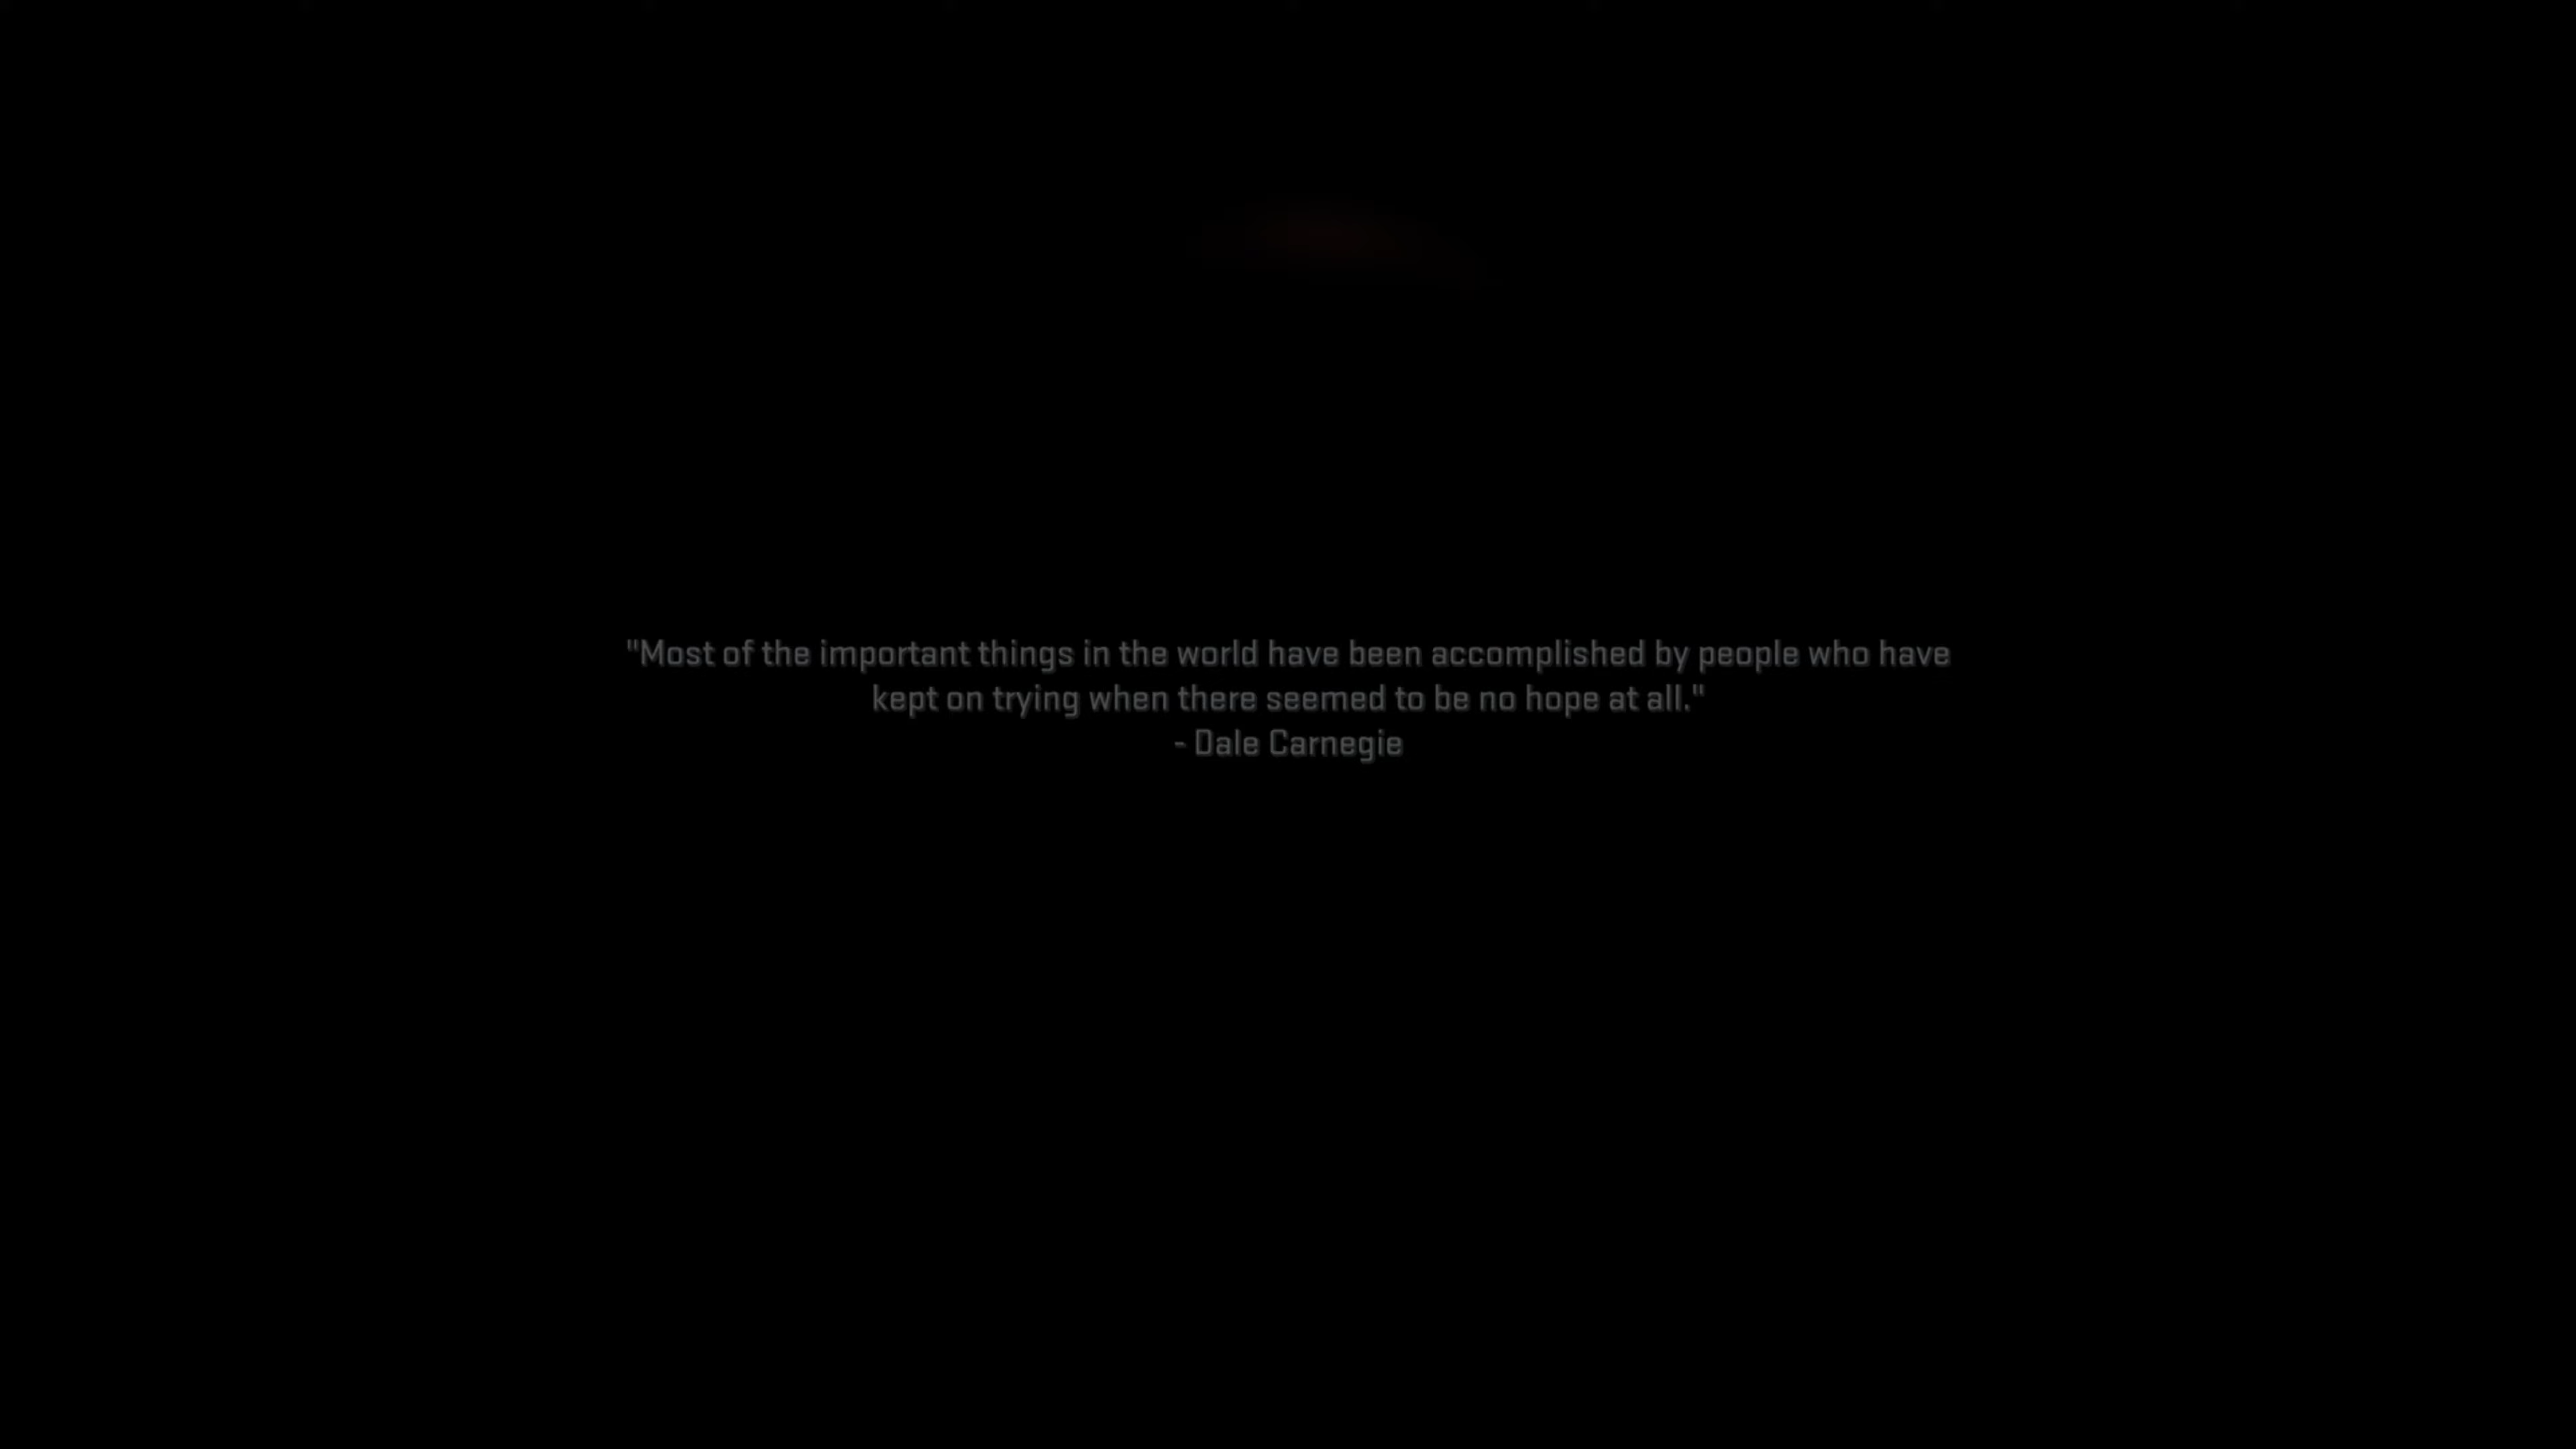 "Most of the important things in the world have been accomplished by people who have
kept on trying when there seemed to be no hope at all."
- Dale Carnegie